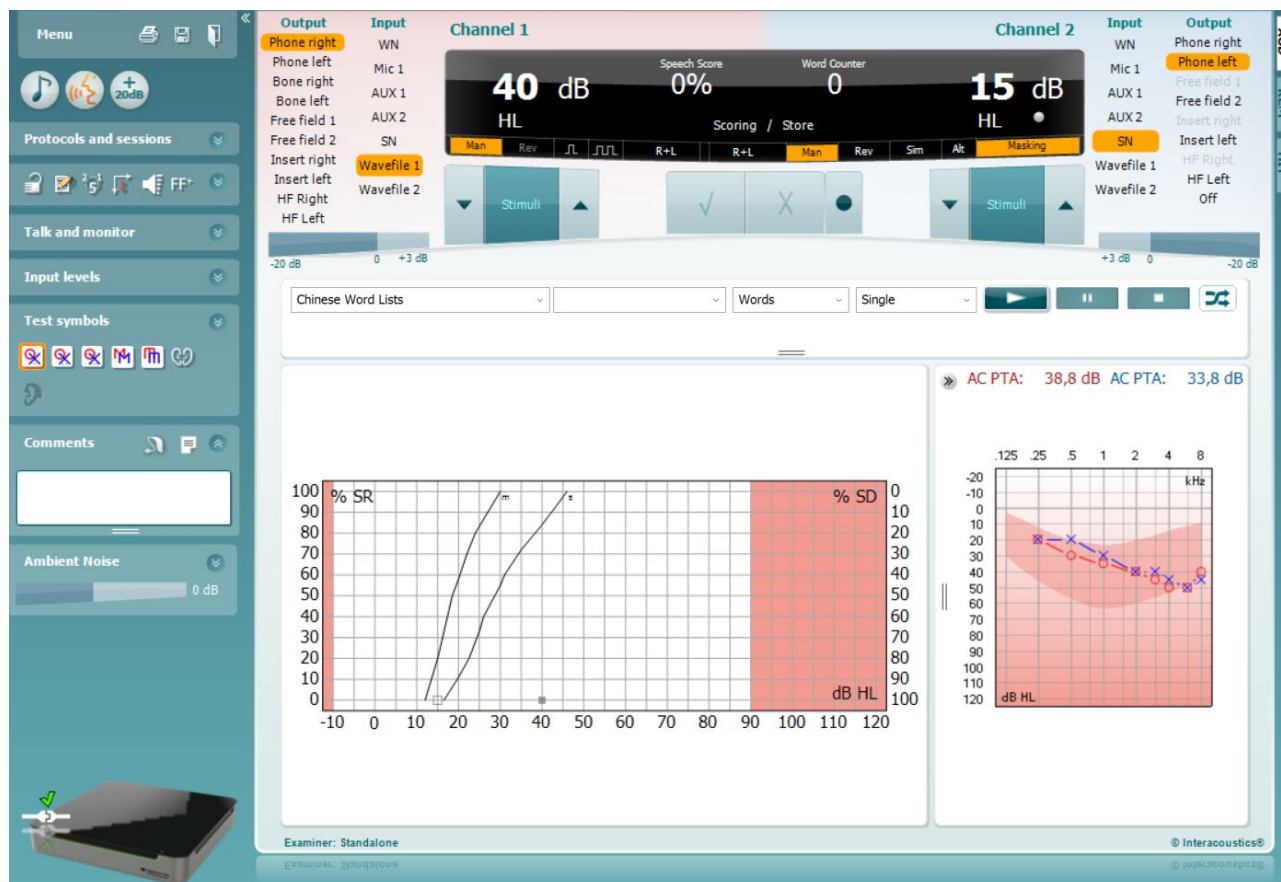 Menu
+
20dB
Protocols and sessions
FF+
Talk and monitor
Input levels
Test symbols
Comments
Ambient Noise
0 dB
Output
Phone right
Phone left
Bone right
Bone left
Free field 1
Free field 2
Insert right
Insert left
HF Right
HF Left
Input
WN
Mic 1
AUX 1
AUX 2
SN
Wavefile 1
Wavefile 2
-20 dB 0 +3 dB
Channel 1
Channel 2
40 dB
HL
Speech Score
0%
Word Counter
0
Scoring / Store
15 dB
HL
Man Rev R+L R+L Man Rev Sim Alt Masking
Stimuli
Stimuli
Input
WN
Mic 1
AUX 1
AUX 2
SN
Wavefile 1
Wavefile 2
Output
Phone right
Phone left
Free field 1
Free field 2
Insert right
Insert left
HF Right
HF Left
Off
+3 dB 0 -20 dB
Chinese Word Lists Words Single
AC PTA: 38,8 dB AC PTA: 33,8 dB
% SR % SD
m s
100 0
90 10
80 20
70 30
60 40
50 50
40 60
30 70
20 80
10 90
0 100
dB HL
-10 0 10 20 30 40 50 60 70 80 90 100 110 120
.125 .25 .5 1 2 4 8
kHz
-20
-10
0
10
20
30
40
50
60
70
80
90
100
110
120
dB HL
Examiner: Standalone
© Interacoustics®